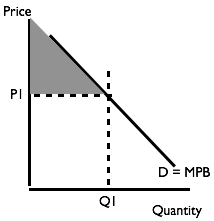 Price
P1
D = MPB
Q1
Quantity